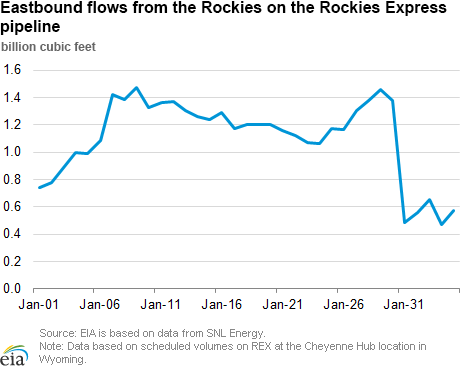 Eastbound flows from the Rockies on the Rockies Express
pipeline
billion cubic feet
1.6
1.4
1.2
1.0
0.8
0.6
0.4
0.2
0.0
Jan-01 Jan-06 Jan-11 Jan-16 Jan-21 Jan-26 Jan-31
Source: EIA is based on data from SNL Energy.
Note: Data based on scheduled volumes on REX at the Cheyenne Hub location in
Wyoming.
eia